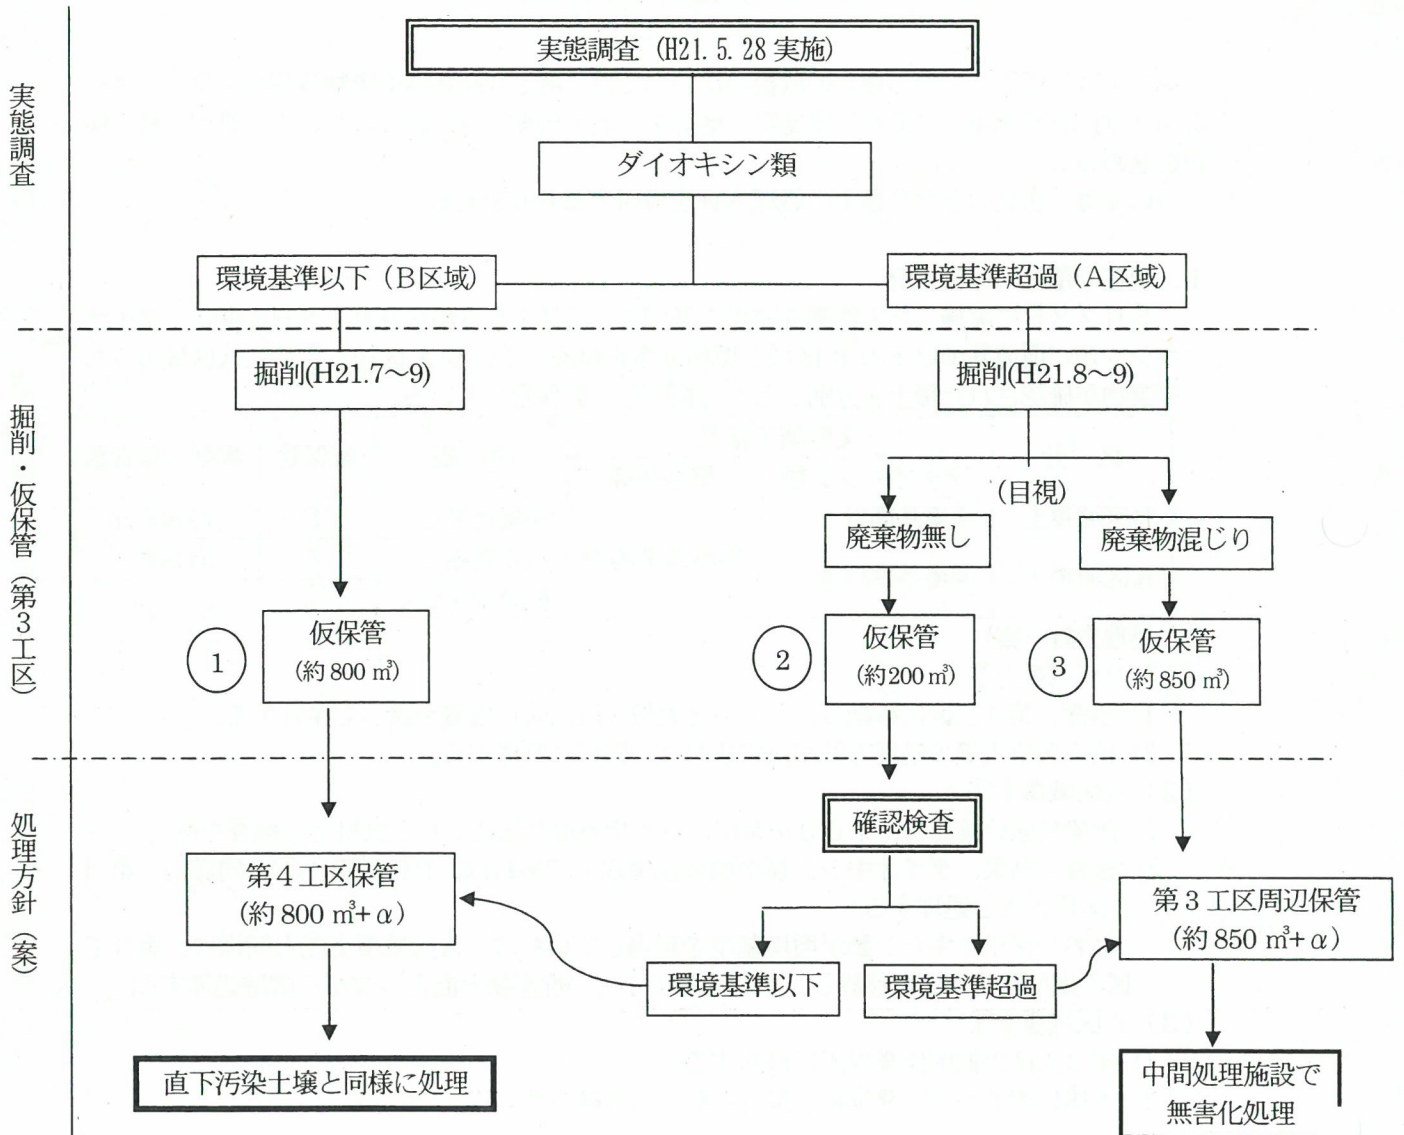 実態調査（H21.5.28 実施）
実態調査
ダイオキシン類
環境基準以下（Ｂ区域）
環境基準超過（Ａ区域）
掘削・仮保管（第３工区）
掘削(H21.7～9)
掘削(H21.8～9)
（目視）
廃棄物無し
廃棄物混じり
1
仮保管
（約 800 ㎥）
2
仮保管
（約200㎥）
3
仮保管
（約 850 ㎥）
処理方針（案）
確認検査
第４工区保管
（約 800 ㎥+ α）
第３工区周辺保管
（約 850 ㎥+ α）
環境基準以下
環境基準超過
直下汚染土壌と同様に処理
中間処理施設で
無害化処理